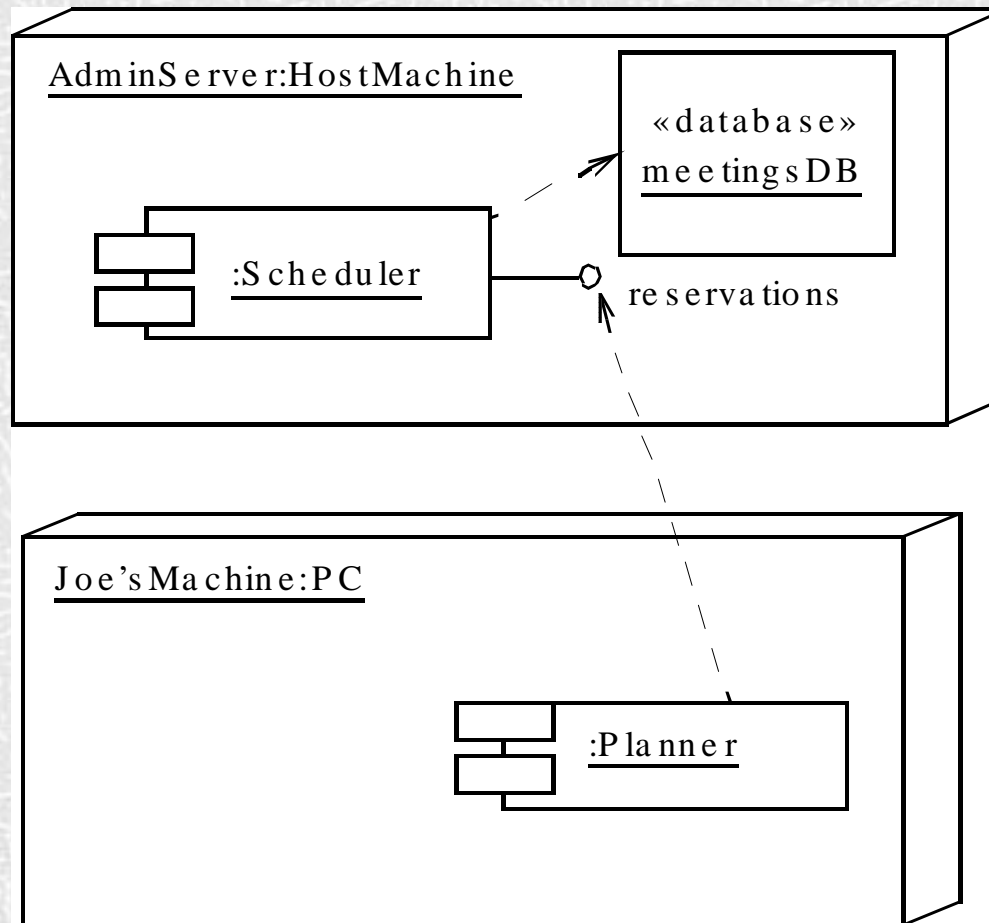 AdminServer:HostMachine
«database»
meetingsDB
:Scheduler
reservations
Joe’sMachine:PC
:Planner